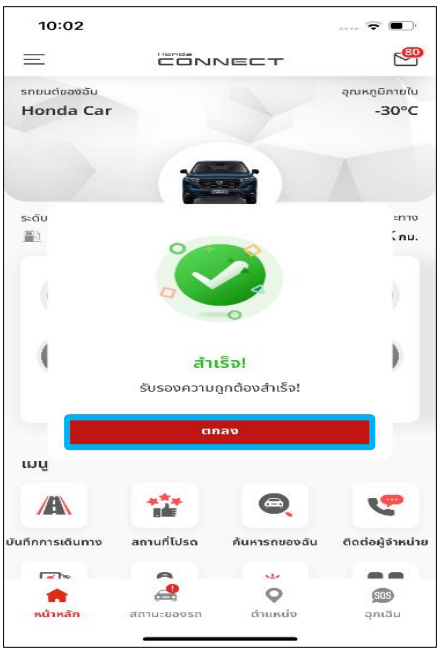 10:02
Honda
CONNECT
80
รถยนต์ของฉัน
อุณหภูมิภายใน
Honda Car
-30°C
กม.
สำเร็จ!
รับรองความถูกต้องสำเร็จ!
ตกลง
เมนู
บันทึกการเดินทาง
สถานที่โปรด
ค้นหารถของฉัน
ติดต่อผู้จำหน่าย
หน้าหลัก
สถานะของรถ
ตำแหน่ง
SOS
ฉุกเฉิน